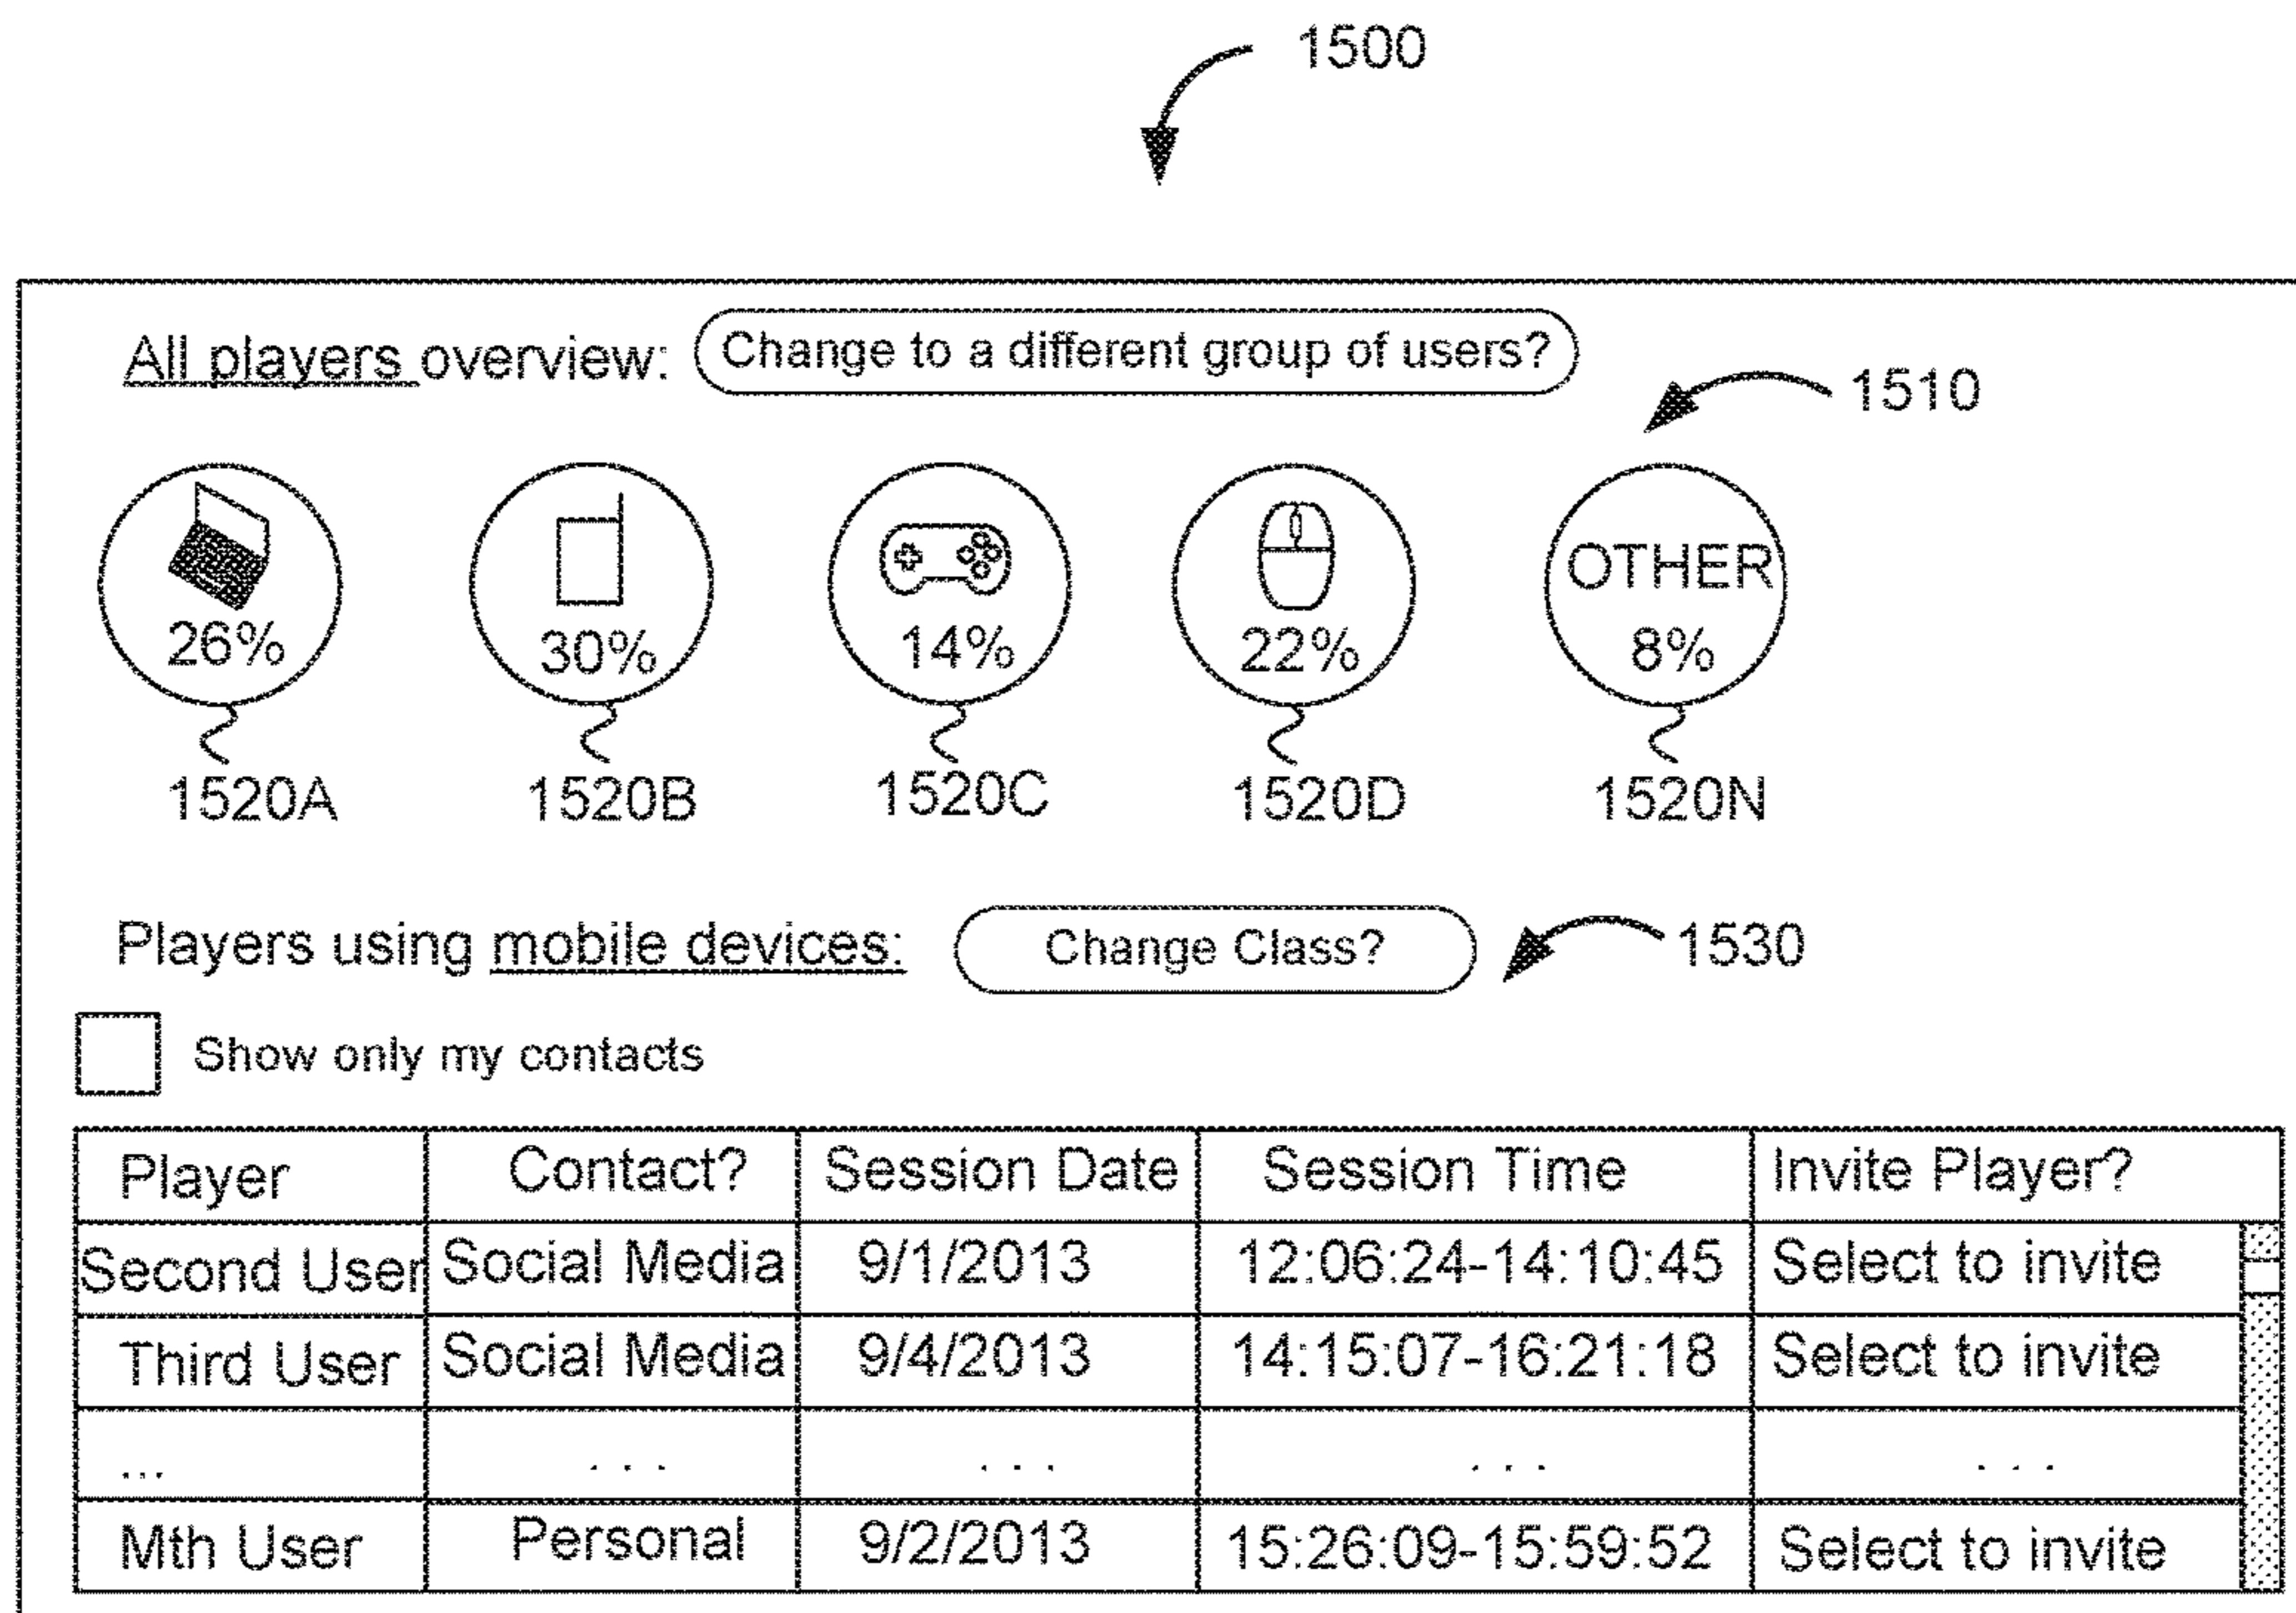 1500
All players overview: Change to a different group of users?
1510
OTHER
26% 30% 14% 22% 8%
1520A 1520B 1520C 1520D 1520N
Players using mobile devices: Change Class? 1530
Show only my contacts
Player Contact? Session Date Session Time Invite Player?
Second User Social Media 9/1/2013 12:06:24-14:10:45 Select to invite
Third User Social Media 9/4/2013 14:15:07-16:21:18 Select to invite
... . . . . . . . . . . . .
Mth User Personal 9/2/2013 15:26:09-15:59:52 Select to invite